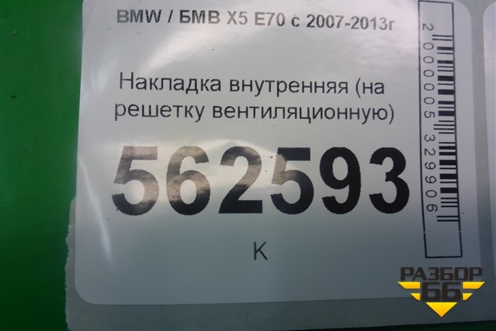 BMW / БМВ X5 E70 с 2007-2013г
Накладка внутренняя (на
решетку вентиляционную)
562593
K
2000005329906
РАЗБОР
66